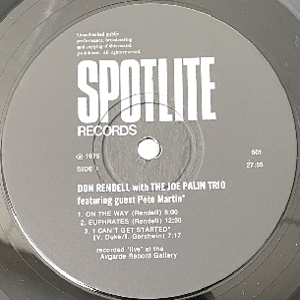 Unauthorised public
performance, broadcasting
and copying of this record
prohibited. All rights reserved.
SPOTLITE
RECORDS
℗ 1975
501
SIDE 1
27:55
DON RENDELL with THE JOE PALIN TRIO
featuring guest Pete Martin*
1. ON THE WAY (Rendell) 8:00
2. EUPHRATES (Rendell) 12:30
3. I CAN'T GET STARTED*
(V. Duke/I. Gershwin) 7:17
recorded "live" at the
Avgarde Record Gallery